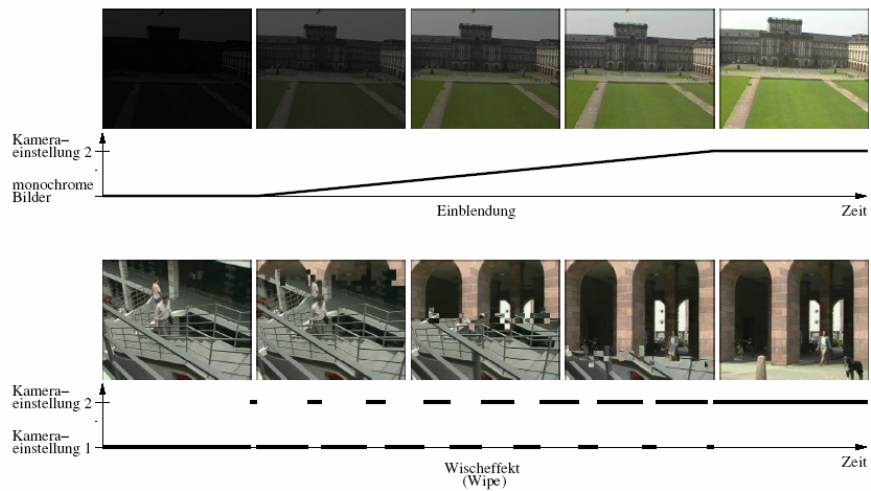 Kamera–
einstellung 2
monochrome
Bilder
Einblendung
Zeit
Kamera–
einstellung 2
Kamera–
einstellung 1
Wischeffekt
(Wipe)
Zeit